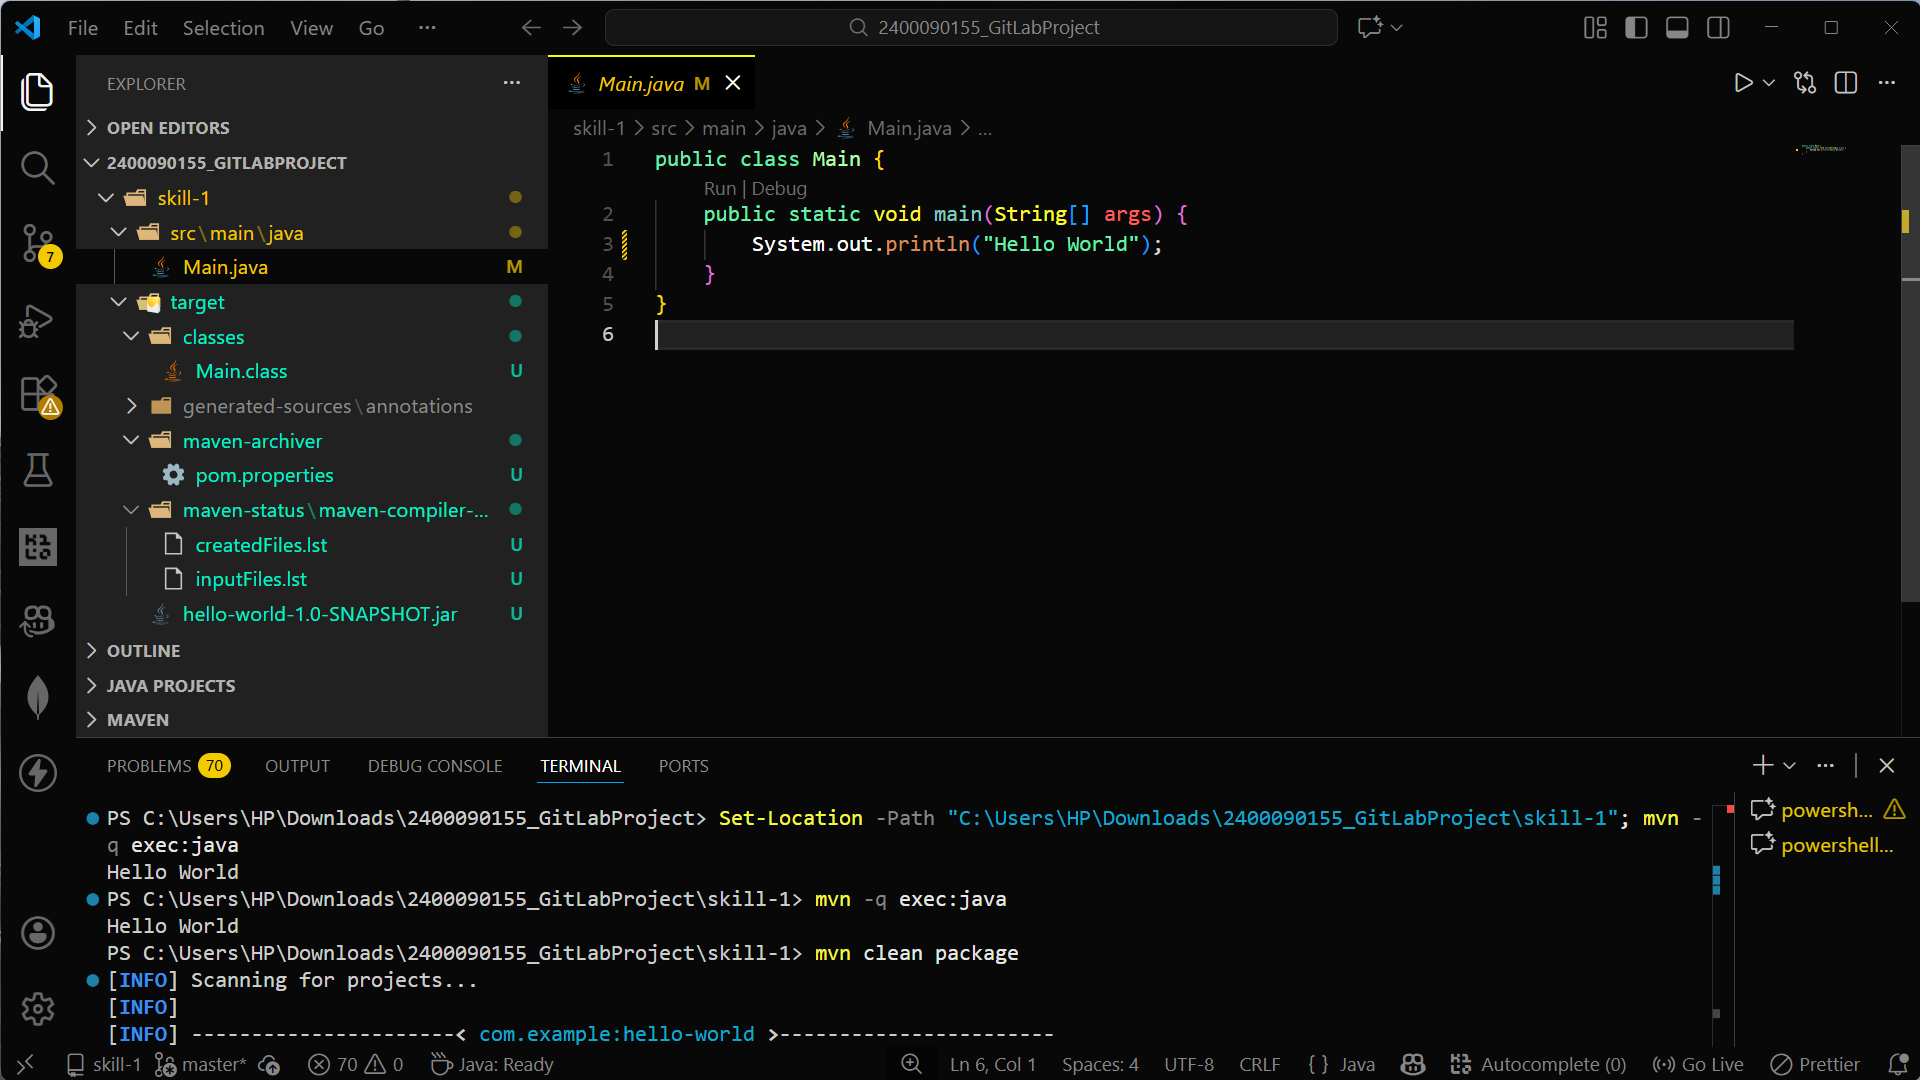 File Edit Selection View Go ... 2400090155_GitLabProject
EXPLORER ...
OPEN EDITORS
2400090155_GITLABPROJECT
skill-1
src\main\java
Main.java M
target
classes
Main.class U
generated-sources\annotations
maven-archiver
pom.properties U
maven-status\maven-compiler-...
createdFiles.lst U
inputFiles.lst U
hello-world-1.0-SNAPSHOT.jar U
OUTLINE
JAVA PROJECTS
MAVEN
7
Main.java M
skill-1 > src > main > java > Main.java > ...
1 public class Main {
Run | Debug
2 public static void main(String[] args) {
3 System.out.println("Hello World");
4 }
5 }
6
PROBLEMS 70 OUTPUT DEBUG CONSOLE TERMINAL PORTS
PS C:\Users\HP\Downloads\2400090155_GitLabProject> Set-Location -Path "C:\Users\HP\Downloads\2400090155_GitLabProject\skill-1"; mvn -
q exec:java
Hello World
PS C:\Users\HP\Downloads\2400090155_GitLabProject\skill-1> mvn -q exec:java
Hello World
PS C:\Users\HP\Downloads\2400090155_GitLabProject\skill-1> mvn clean package
[INFO] Scanning for projects...
[INFO]
[INFO] ----------------------< com.example:hello-world >-----------------------
powersh...
powershell...
skill-1 master* 70 0 Java: Ready Ln 6, Col 1 Spaces: 4 UTF-8 CRLF {} Java Autocomplete (0) Go Live Prettier